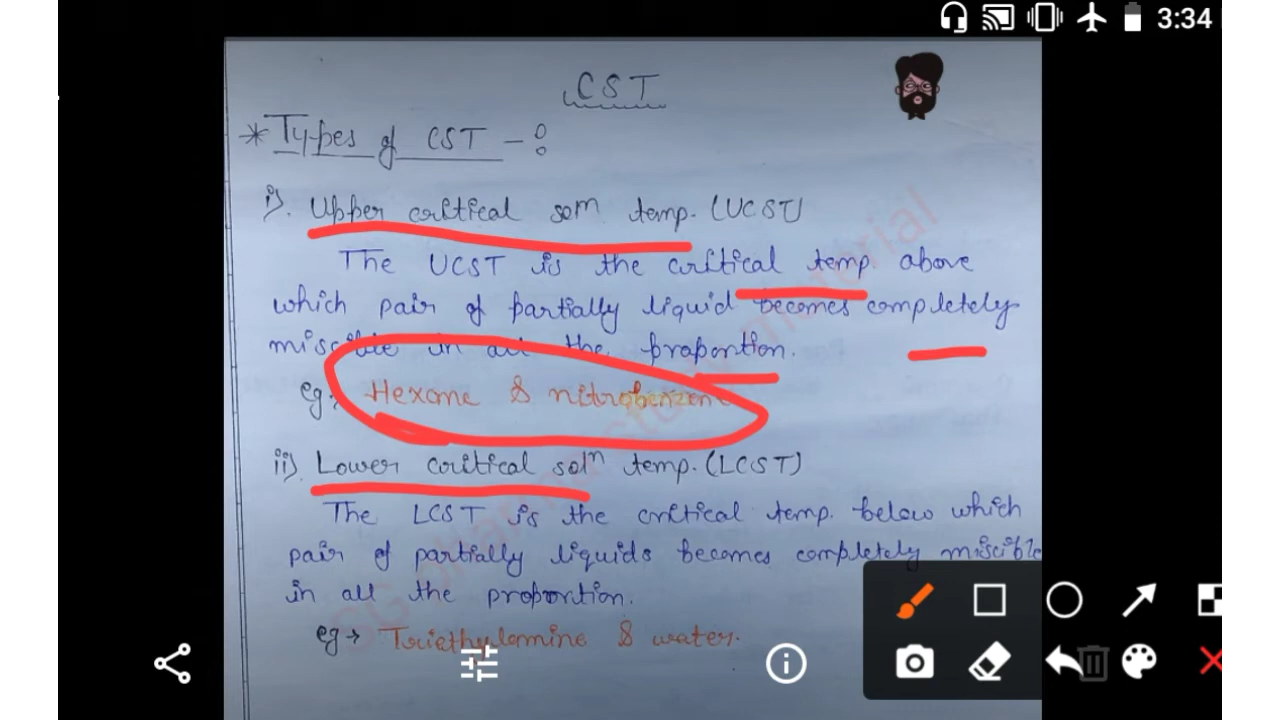 3:34
CST
* Types of CST -:
i). Upper critical solⁿ temp. (UCST)
The UCST is the critical temp above
which pair of partially liquid becomes completely
miscible in all the proportion.
eg → Hexane & nitrobenzene
ii) Lower critical solⁿ temp. (LCST)
The LCST is the critical temp. below which
pair of partially liquids becomes completely miscible
in all the proportion.
eg → Triethylamine & water.